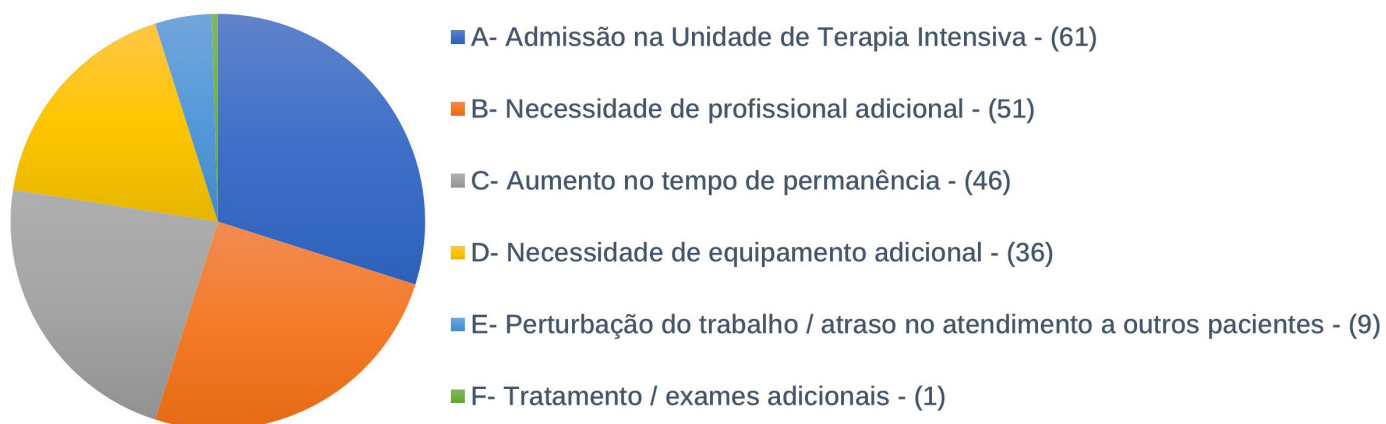 A- Admissão na Unidade de Terapia Intensiva - (61)
B- Necessidade de profissional adicional - (51)
C- Aumento no tempo de permanência - (46)
D- Necessidade de equipamento adicional - (36)
E- Perturbação do trabalho / atraso no atendimento a outros pacientes - (9)
F- Tratamento / exames adicionais - (1)